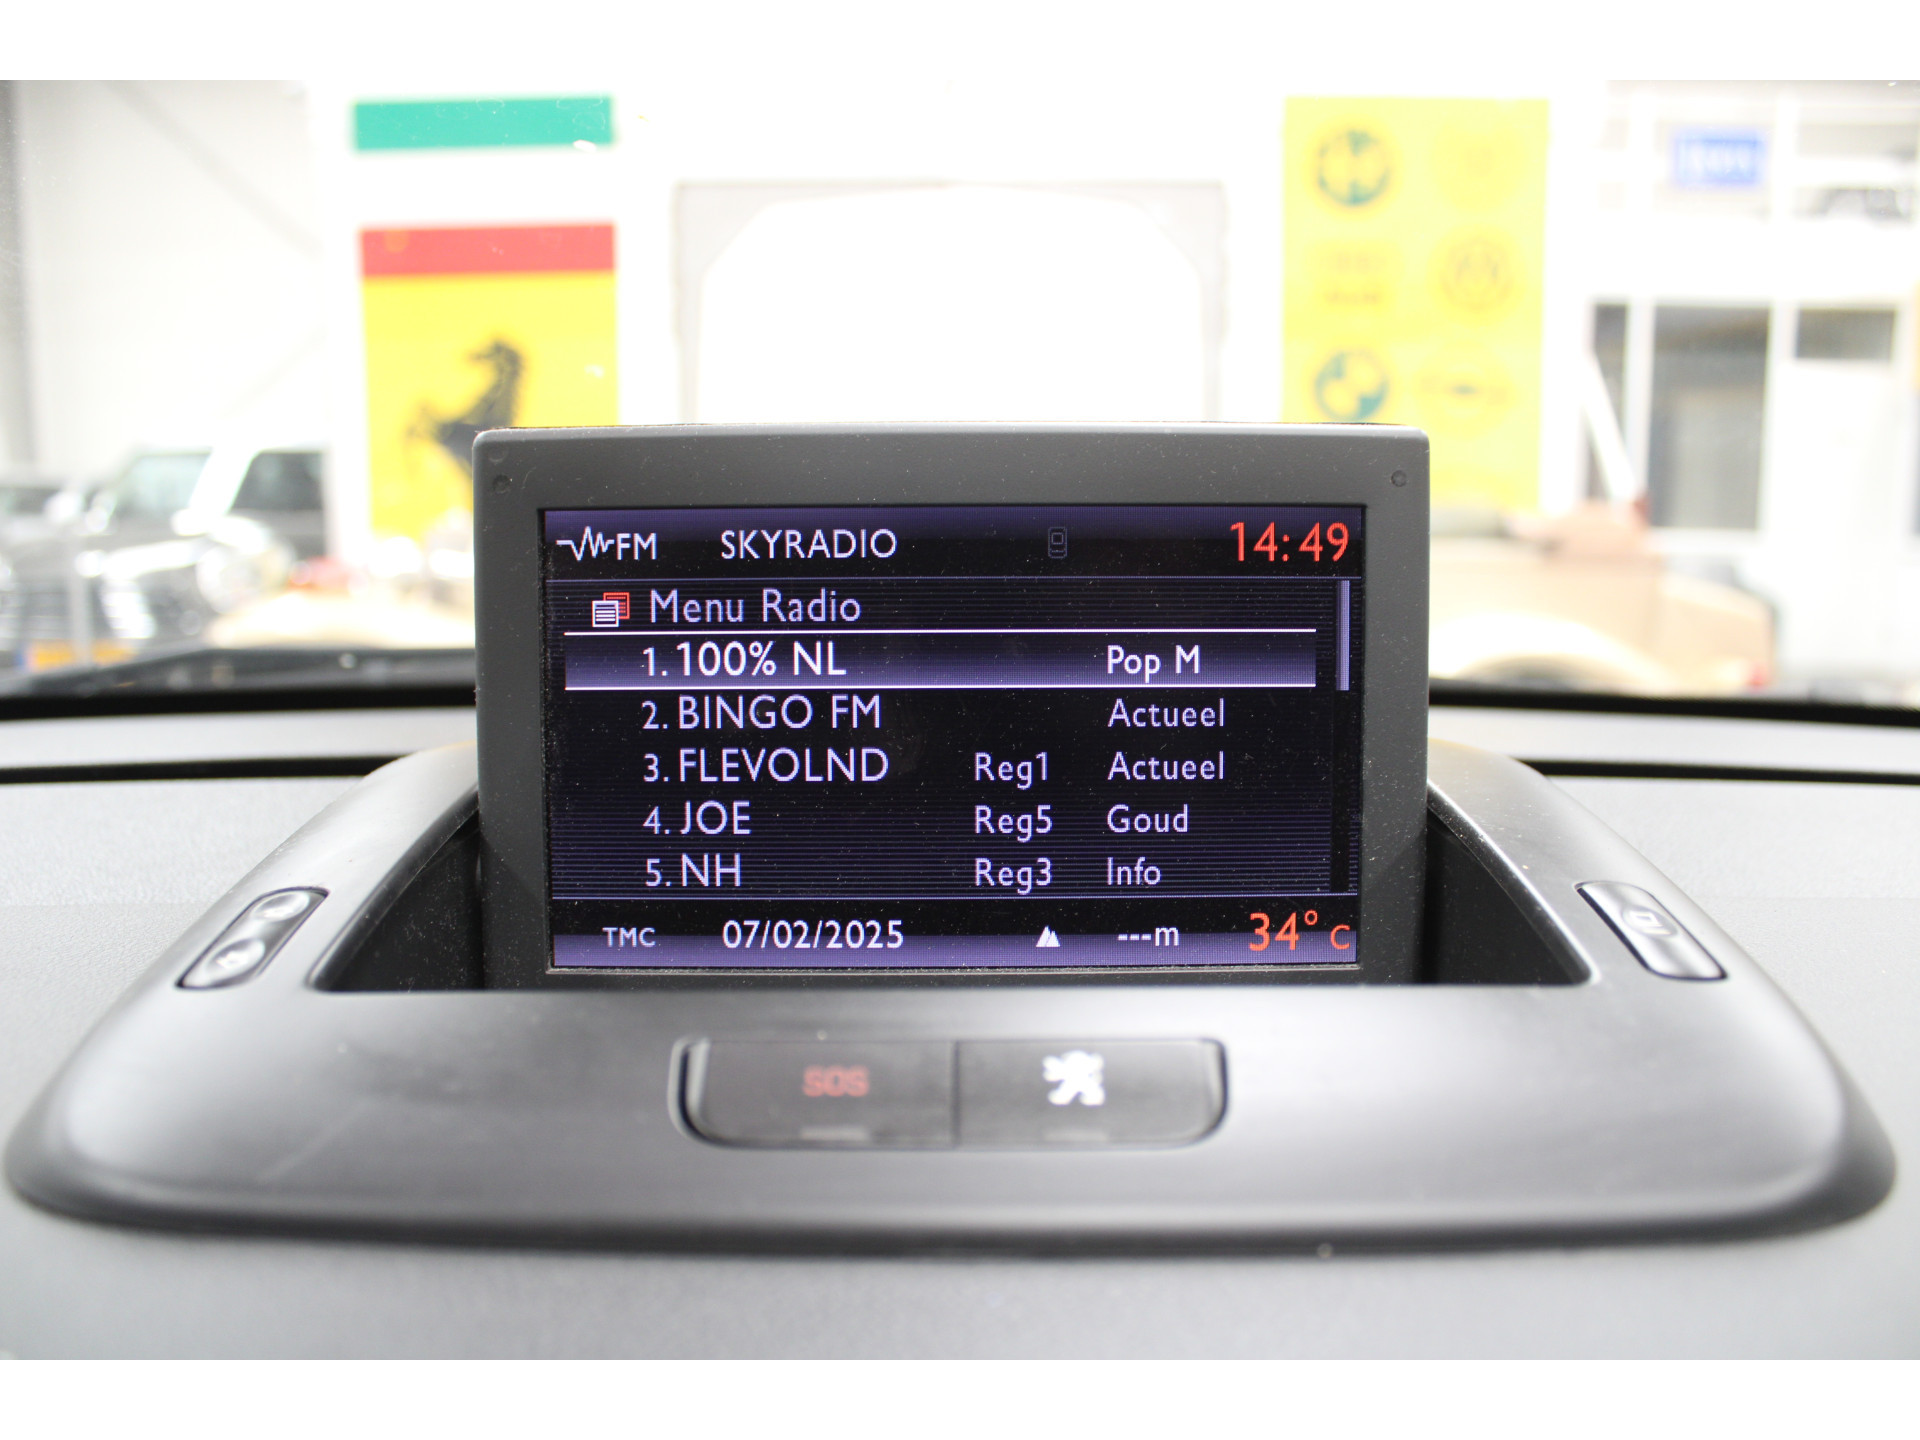 FM SKYRADIO 14:49
Menu Radio
1. 100% NL Pop M
2. BINGO FM Actueel
3. FLEVOLND Reg1 Actueel
4. JOE Reg5 Goud
5. NH Reg3 Info
TMC 07/02/2025 ---m 34° C
SOS